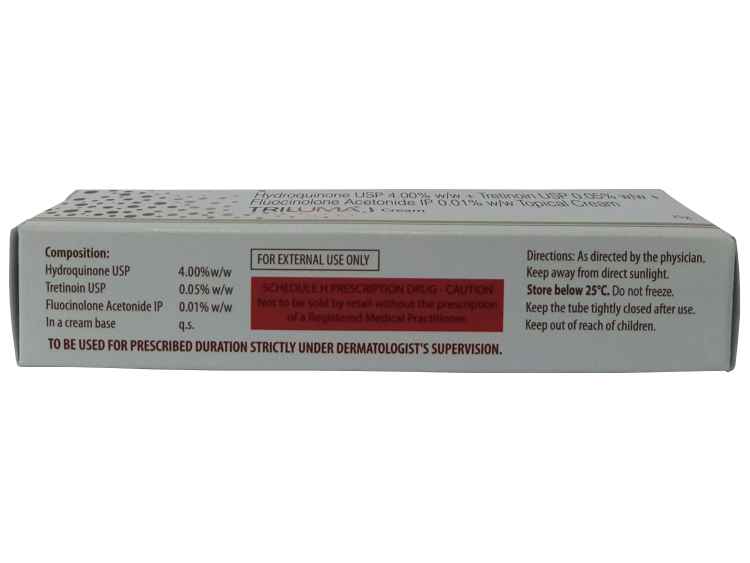 Hydroquinone USP 4.00% w/w + Tretinoin USP 0.05% w/w +
Fluocinolone Acetonide IP 0.01% w/w Topical Cream
TRILUMA Cream
Composition:
Hydroquinone USP 4.00%w/w
Tretinoin USP 0.05% w/w
Fluocinolone Acetonide IP 0.01% w/w
In a cream base q.s.
FOR EXTERNAL USE ONLY
SCHEDULE H PRESCRIPTION DRUG - CAUTION
Not to be sold by retail without the prescription
of a Registered Medical Practitioner.
Directions: As directed by the physician.
Keep away from direct sunlight.
Store below 25°C. Do not freeze.
Keep the tube tightly closed after use.
Keep out of reach of children.
TO BE USED FOR PRESCRIBED DURATION STRICTLY UNDER DERMATOLOGIST'S SUPERVISION.